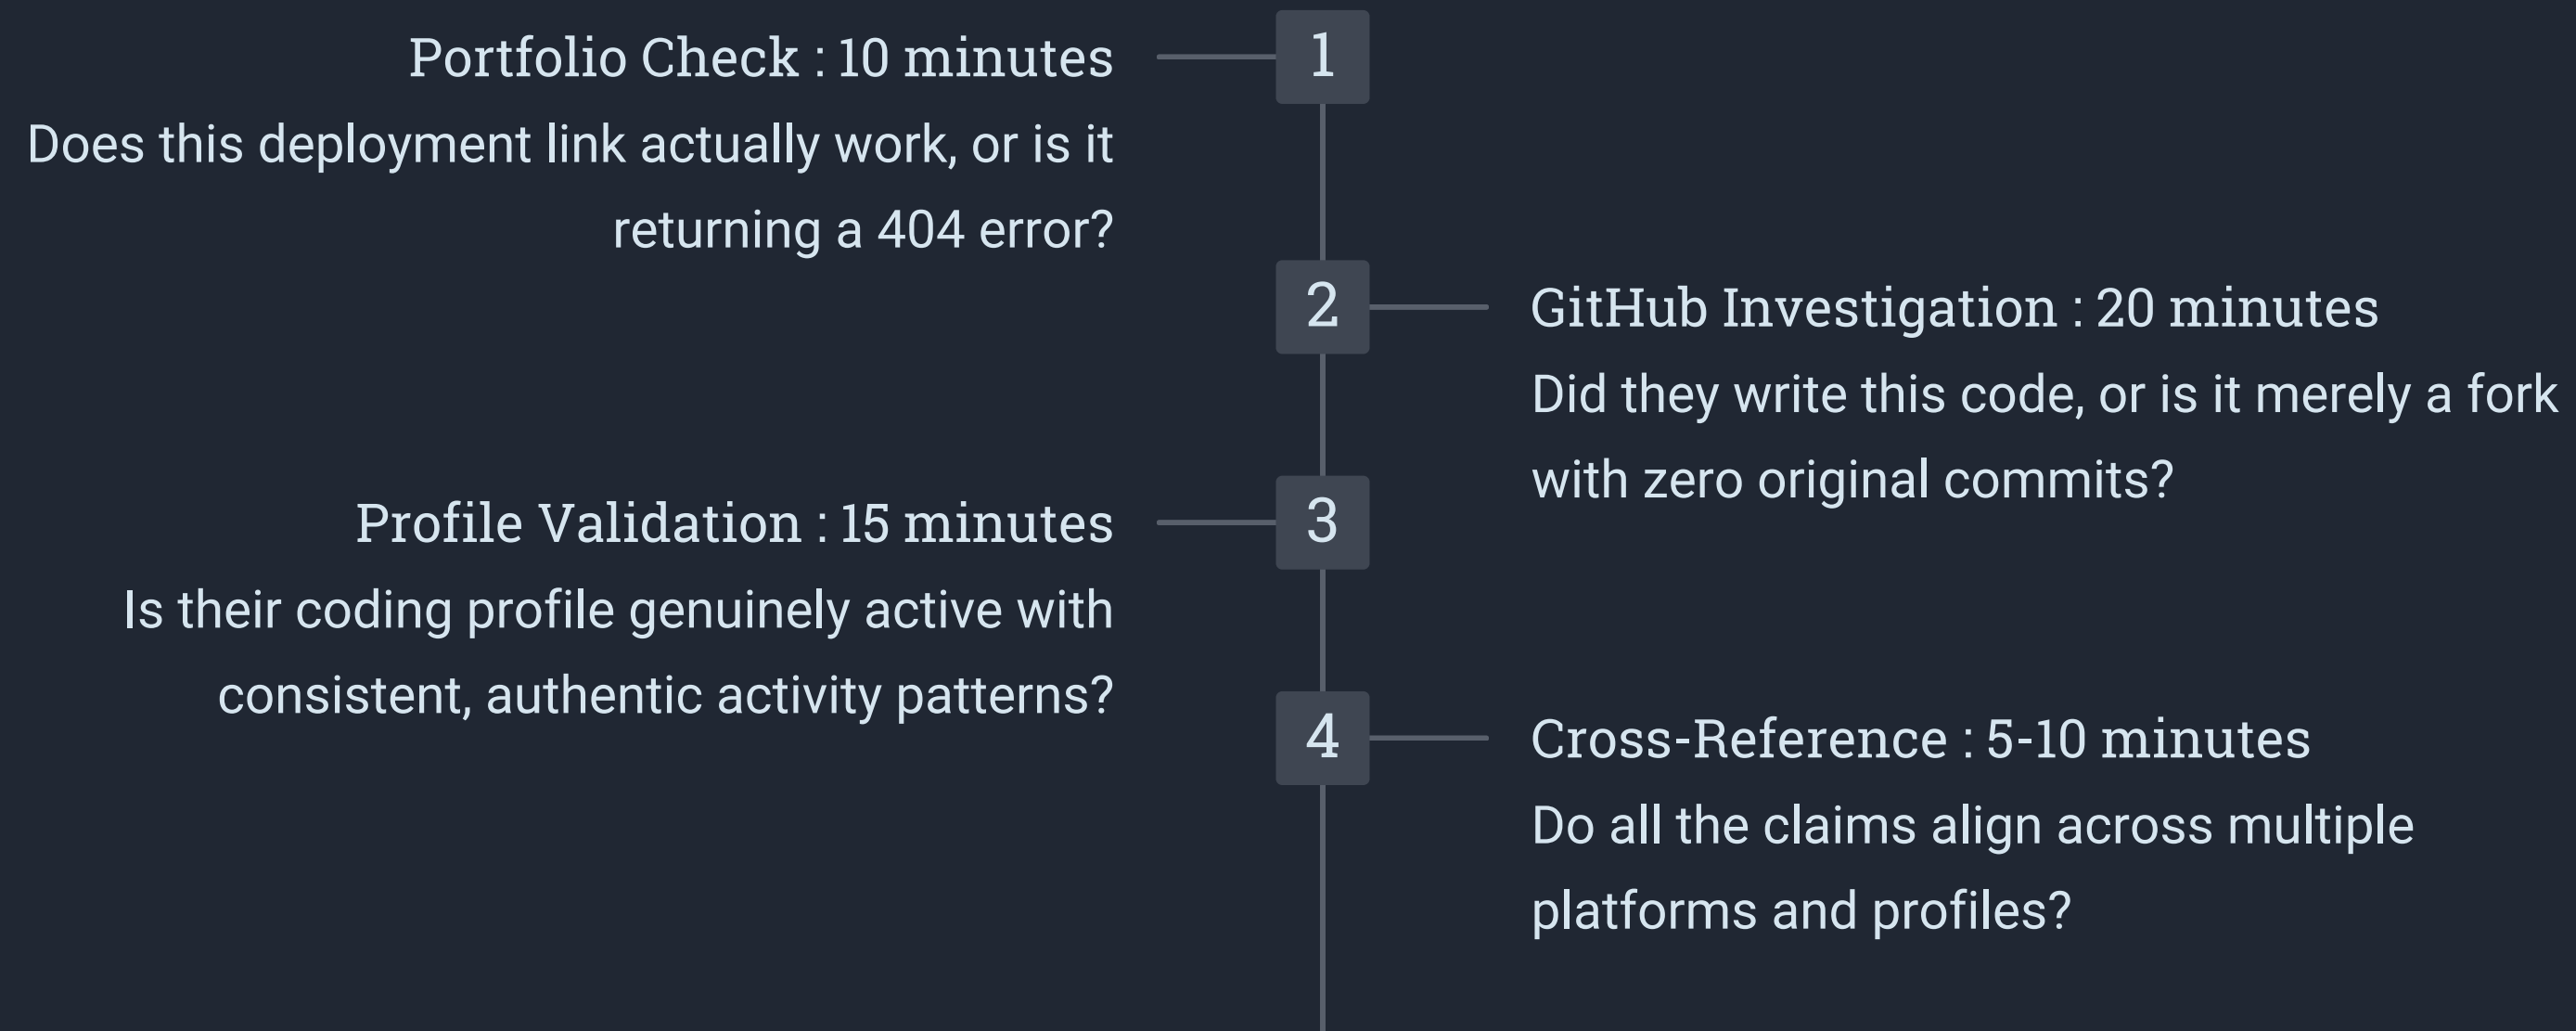 1
Portfolio Check : 10 minutes
Does this deployment link actually work, or is it
returning a 404 error?
2
GitHub Investigation : 20 minutes
Did they write this code, or is it merely a fork
with zero original commits?
3
Profile Validation : 15 minutes
Is their coding profile genuinely active with
consistent, authentic activity patterns?
4
Cross-Reference : 5-10 minutes
Do all the claims align across multiple
platforms and profiles?